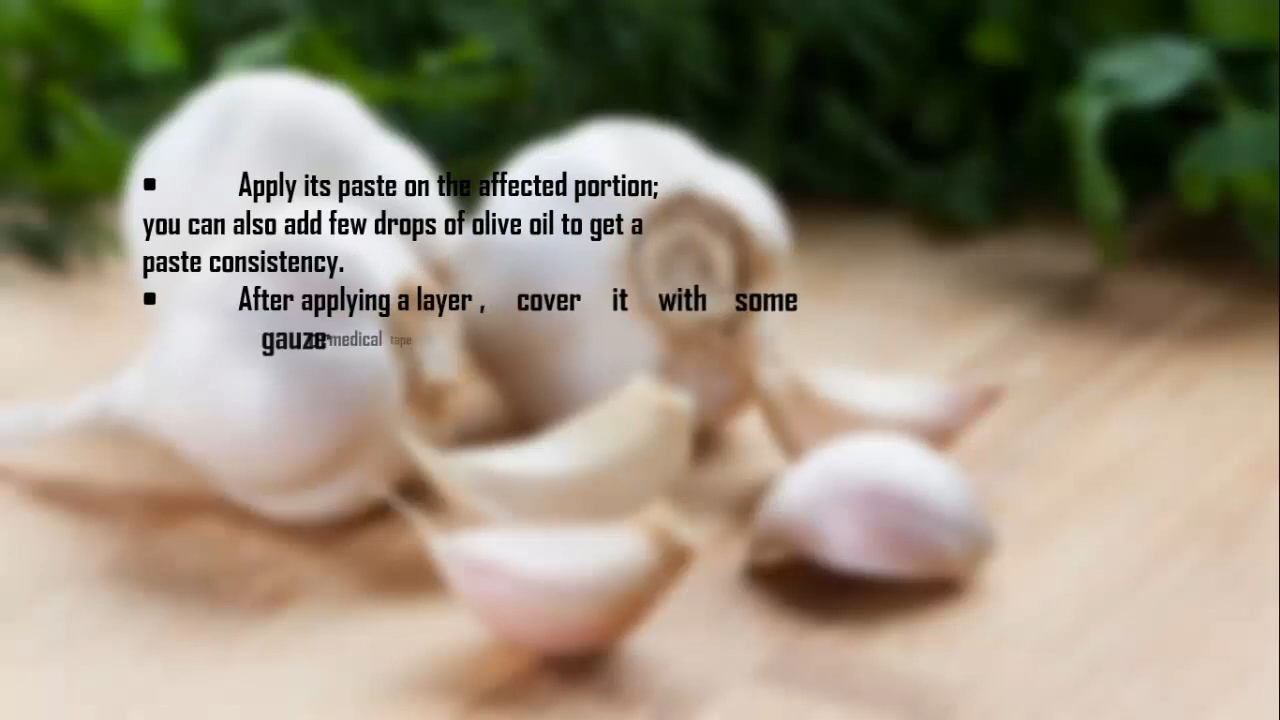 ▪ Apply its paste on the affected portion;
you can also add few drops of olive oil to get a
paste consistency.
▪ After applying a layer , cover it with some
gauze medical tape